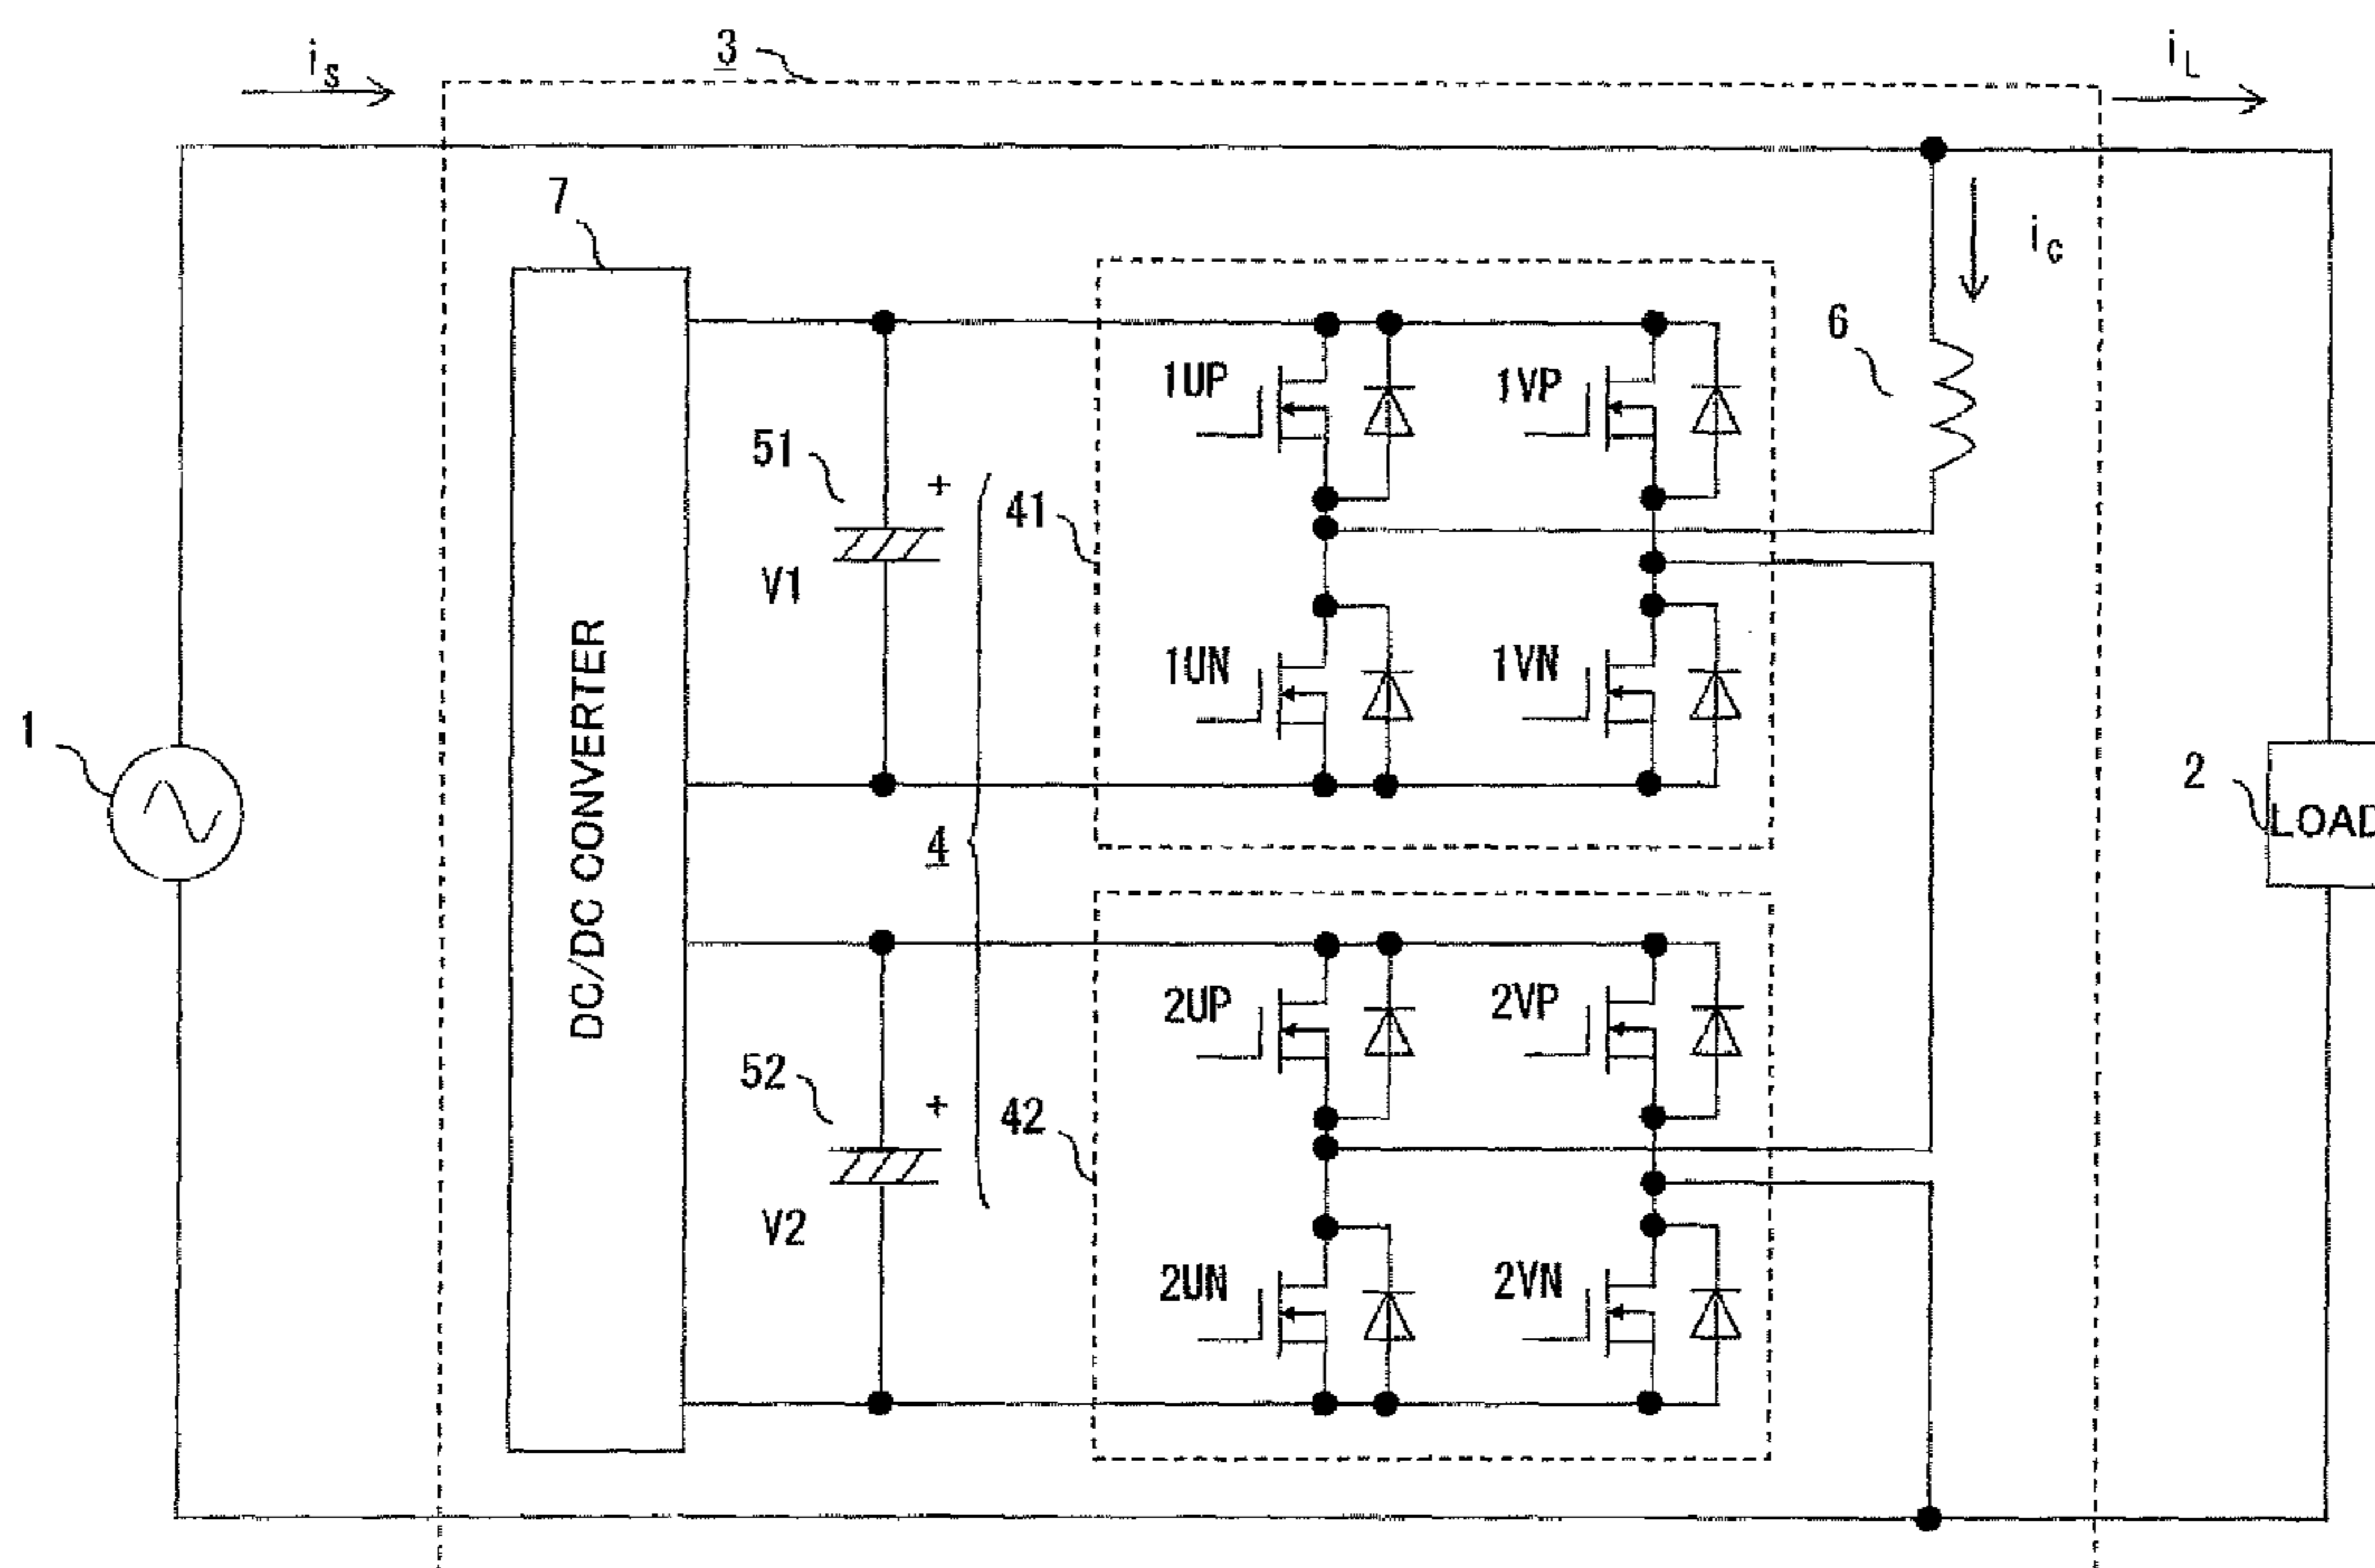 3
i_s
i_L
7
i_c
6
1UP
1VP
51
+
41
V1
1UN
1VN
DC/DC CONVERTER
1
2
LOAD
4
2UP
2VP
52
+
42
V2
2UN
2VN